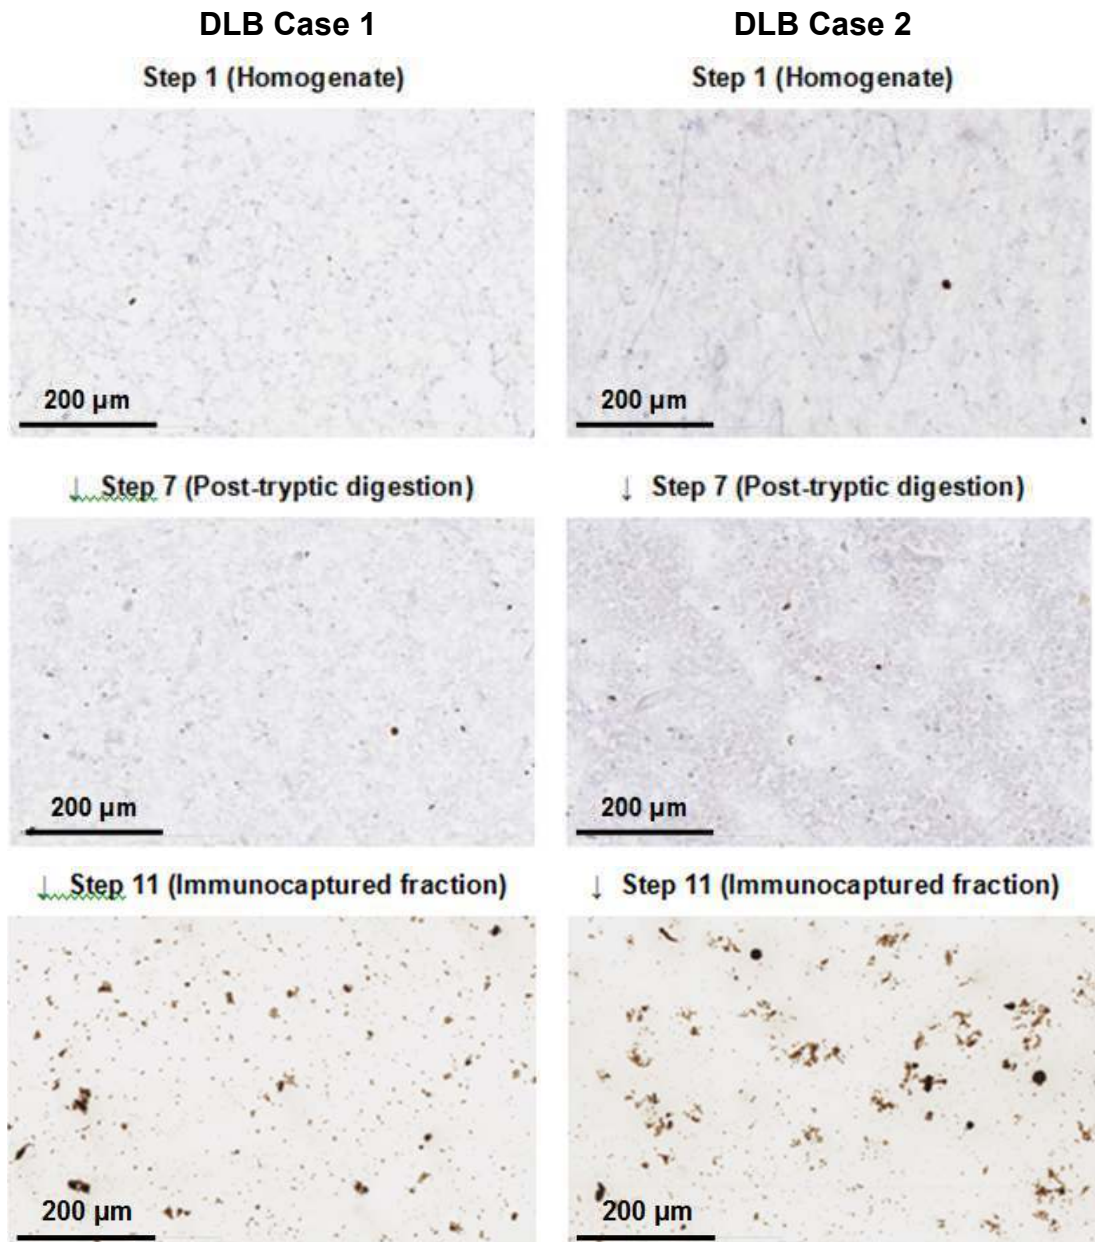 DLB Case 1
DLB Case 2
Step 1 (Homogenate)
Step 1 (Homogenate)
200 µm
200 µm
↓ Step 7 (Post-tryptic digestion)
↓ Step 7 (Post-tryptic digestion)
200 µm
200 µm
↓ Step 11 (Immunocaptured fraction)
↓ Step 11 (Immunocaptured fraction)
200 µm
200 µm